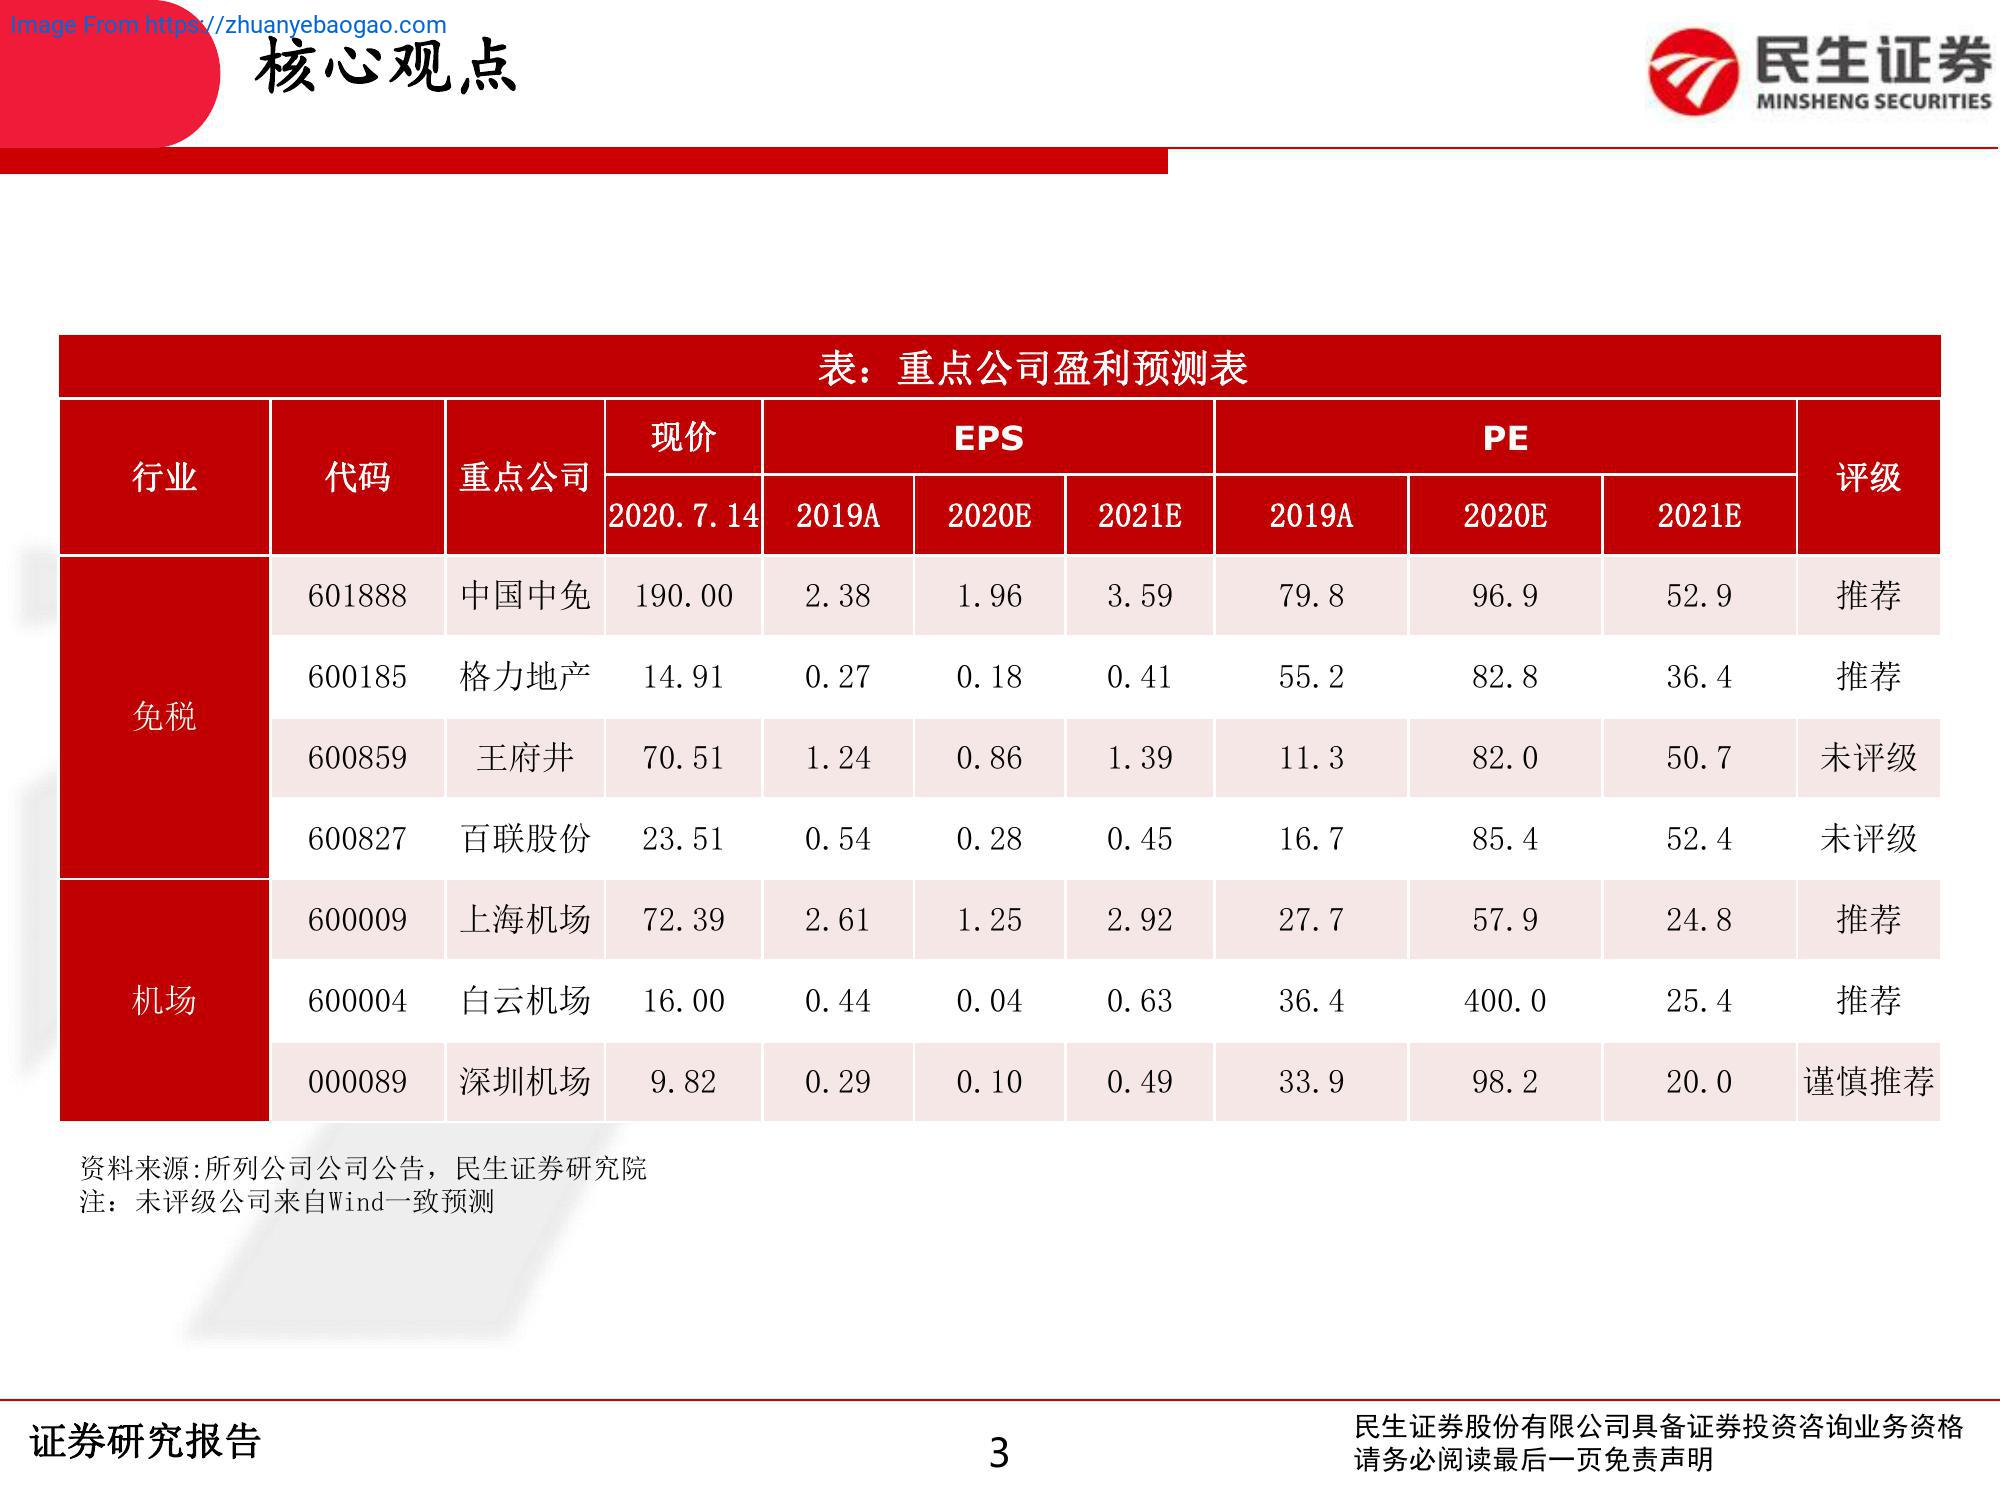 Image From https://zhuanyebaogao.com
核心观点
民生证券
MINSHENG SECURITIES
表：重点公司盈利预测表
行业 代码 重点公司 现价 EPS PE 评级
2020.7.14 2019A 2020E 2021E 2019A 2020E 2021E
免税
601888 中国中免 190.00 2.38 1.96 3.59 79.8 96.9 52.9 推荐
600185 格力地产 14.91 0.27 0.18 0.41 55.2 82.8 36.4 推荐
600859 王府井 70.51 1.24 0.86 1.39 11.3 82.0 50.7 未评级
600827 百联股份 23.51 0.54 0.28 0.45 16.7 85.4 52.4 未评级
机场
600009 上海机场 72.39 2.61 1.25 2.92 27.7 57.9 24.8 推荐
600004 白云机场 16.00 0.44 0.04 0.63 36.4 400.0 25.4 推荐
000089 深圳机场 9.82 0.29 0.10 0.49 33.9 98.2 20.0 谨慎推荐
资料来源:所列公司公司公告，民生证券研究院
注：未评级公司来自Wind一致预测
证券研究报告
3
民生证券股份有限公司具备证券投资咨询业务资格
请务必阅读最后一页免责声明